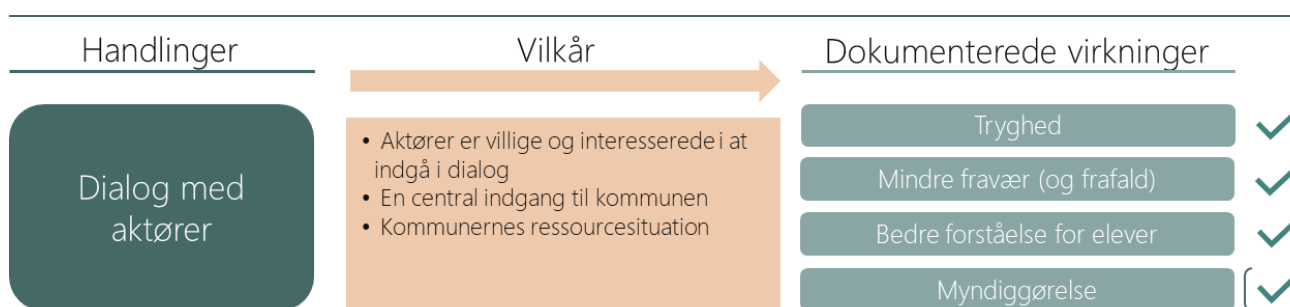 Handlinger
Vilkår
Dokumenterede virkninger
Dialog med
aktører
• Aktører er villige og interesserede i at
indgå i dialog
• En central indgang til kommunen
• Kommunernes ressourcesituation
Tryghed
Mindre fravær (og frafald)
Bedre forståelse for elever
Myndiggørelse